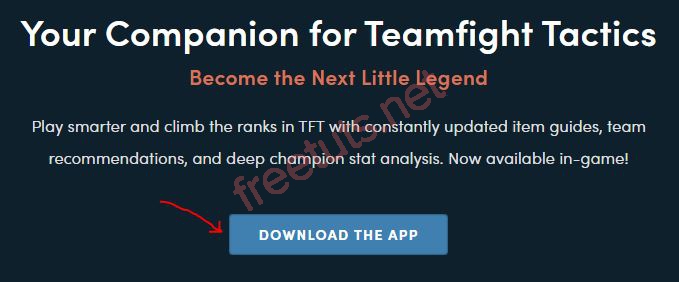 Your Companion for Teamfight Tactics
Become the Next Little Legend
Play smarter and climb the ranks in TFT with constantly updated item guides, team
recommendations, and deep champion stat analysis. Now available in-game!
freetuts.net
DOWNLOAD THE APP